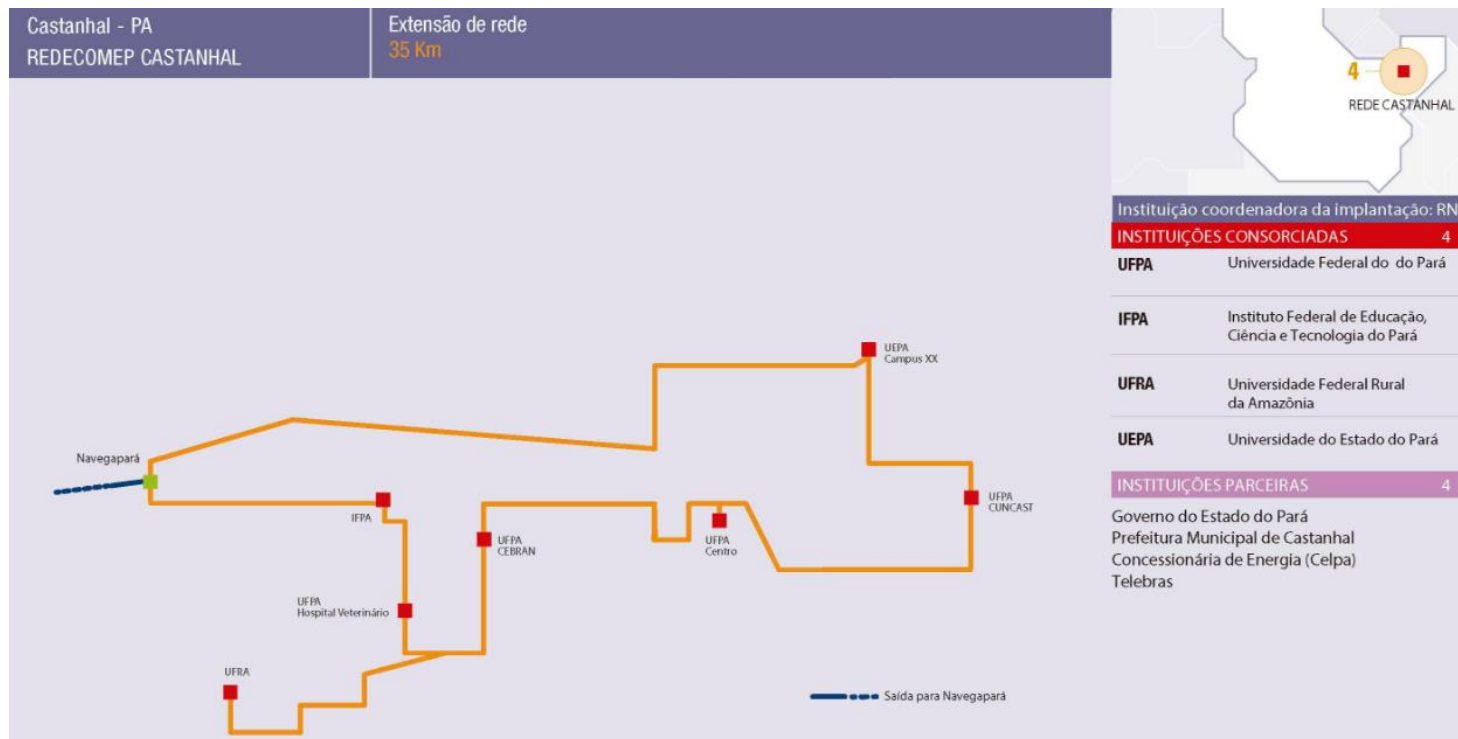 Castanhal - PA
REDECOMEP CASTANHAL
Extensão de rede
35 Km
4
REDE CASTANHAL
Instituição coordenadora da implantação: RN
INSTITUIÇÕES CONSORCIADAS 4
UFPA Universidade Federal do do Pará
IFPA Instituto Federal de Educação,
Ciência e Tecnologia do Pará
UFRA Universidade Federal Rural
da Amazônia
UEPA Universidade do Estado do Pará
INSTITUIÇÕES PARCEIRAS 4
Governo do Estado do Pará
Prefeitura Municipal de Castanhal
Concessionária de Energia (Celpa)
Telebras
UEPA
Campus XX
Navegapará
IFPA
UFPA
CEBRAN
UFPA
Centro
UFPA
CUNCAST
UFPA
Hospital Veterinário
UFRA
Saída para Navegapará